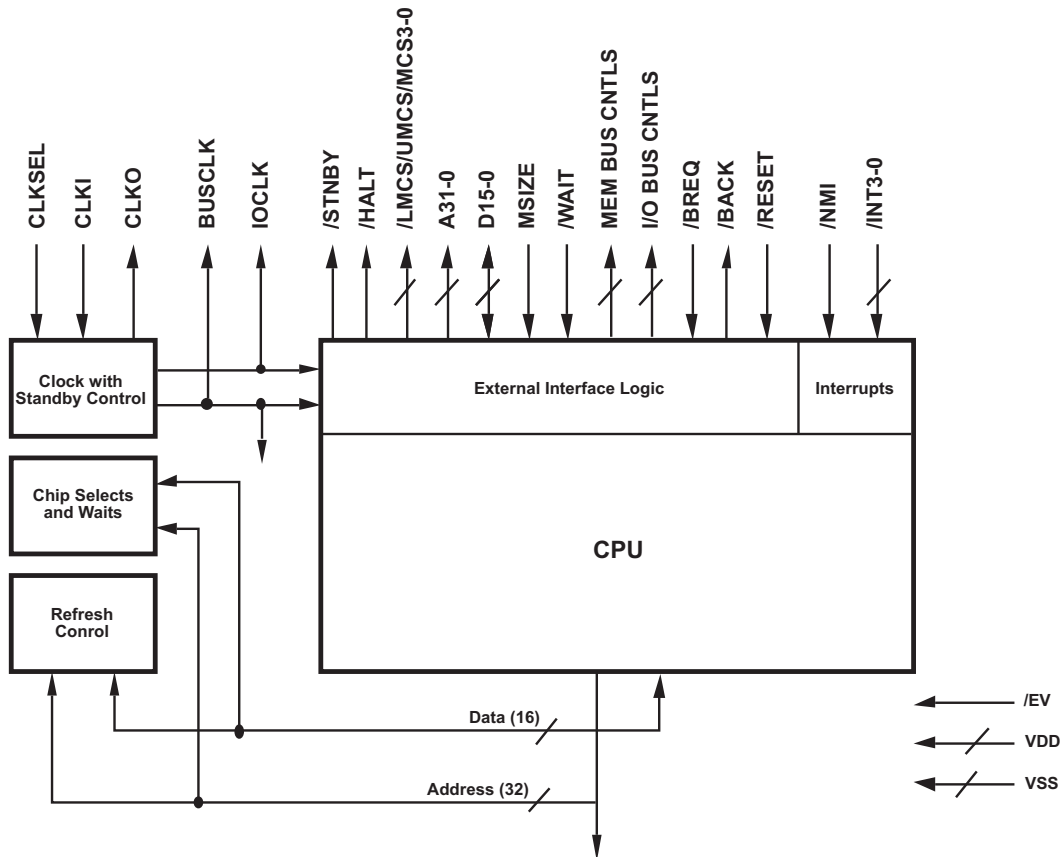 CLKSEL
CLKI
CLKO
BUSCLK
IOCLK
/STNBY
/HALT
/LMCS/UMCS/MCS3-0
A31-0
D15-0
MSIZE
/WAIT
MEM BUS CNTLS
I/O BUS CNTLS
/BREQ
/BACK
/RESET
/NMI
/INT3-0
Clock with
Standby Control
External Interface Logic
Interrupts
Chip Selects
and Waits
CPU
Refresh
Conrol
Data (16)
Address (32)
/EV
VDD
VSS